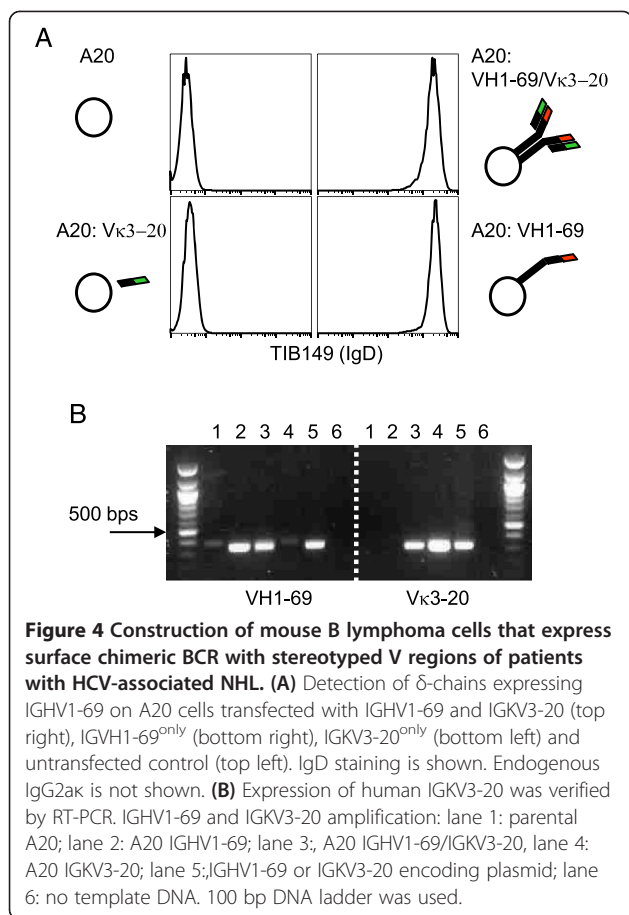 A
A20
A20:
VH1-69/Vκ3–20
A20: Vκ3–20
A20: VH1-69
TIB149 (IgD)
B
1 2 3 4 5 6 1 2 3 4 5 6
500 bps
VH1-69 Vκ3-20
Figure 4 Construction of mouse B lymphoma cells that express
surface chimeric BCR with stereotyped V regions of patients
with HCV-associated NHL. (A) Detection of δ-chains expressing
IGHV1-69 on A20 cells transfected with IGHV1-69 and IGKV3-20 (top
right), IGVH1-69only (bottom right), IGKV3-20only (bottom left) and
untransfected control (top left). IgD staining is shown. Endogenous
IgG2aκ is not shown. (B) Expression of human IGKV3-20 was verified
by RT-PCR. IGHV1-69 and IGKV3-20 amplification: lane 1: parental
A20; lane 2: A20 IGHV1-69; lane 3:, A20 IGHV1-69/IGKV3-20, lane 4:
A20 IGKV3-20; lane 5:,IGHV1-69 or IGKV3-20 encoding plasmid; lane
6: no template DNA. 100 bp DNA ladder was used.